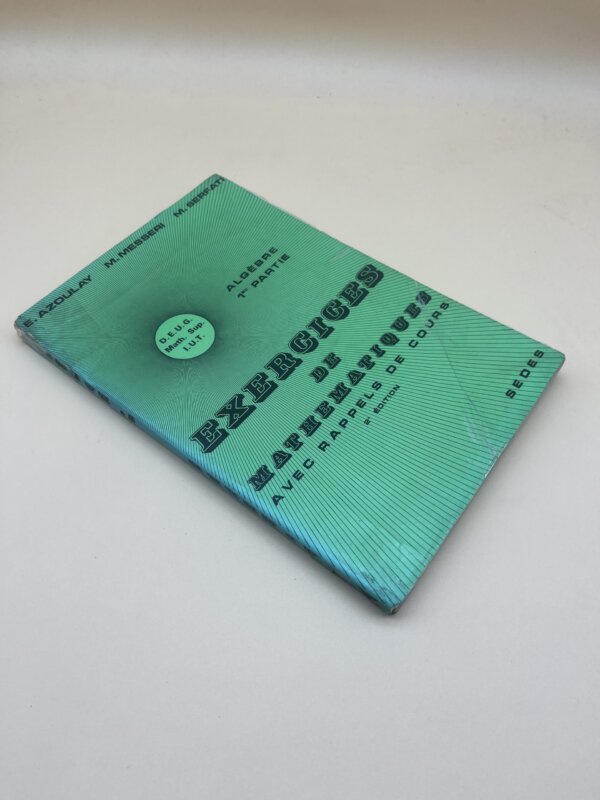 E. AZOULAY M. MESSERI M. SERFATI
ALGÈBRE
1re PARTIE
D.E.U.G.
Math. Sup.
I.U.T.
EXERCICES
DE
MATHEMATIQUES
AVEC RAPPELS DE COURS
2e ÉDITION
SEDES